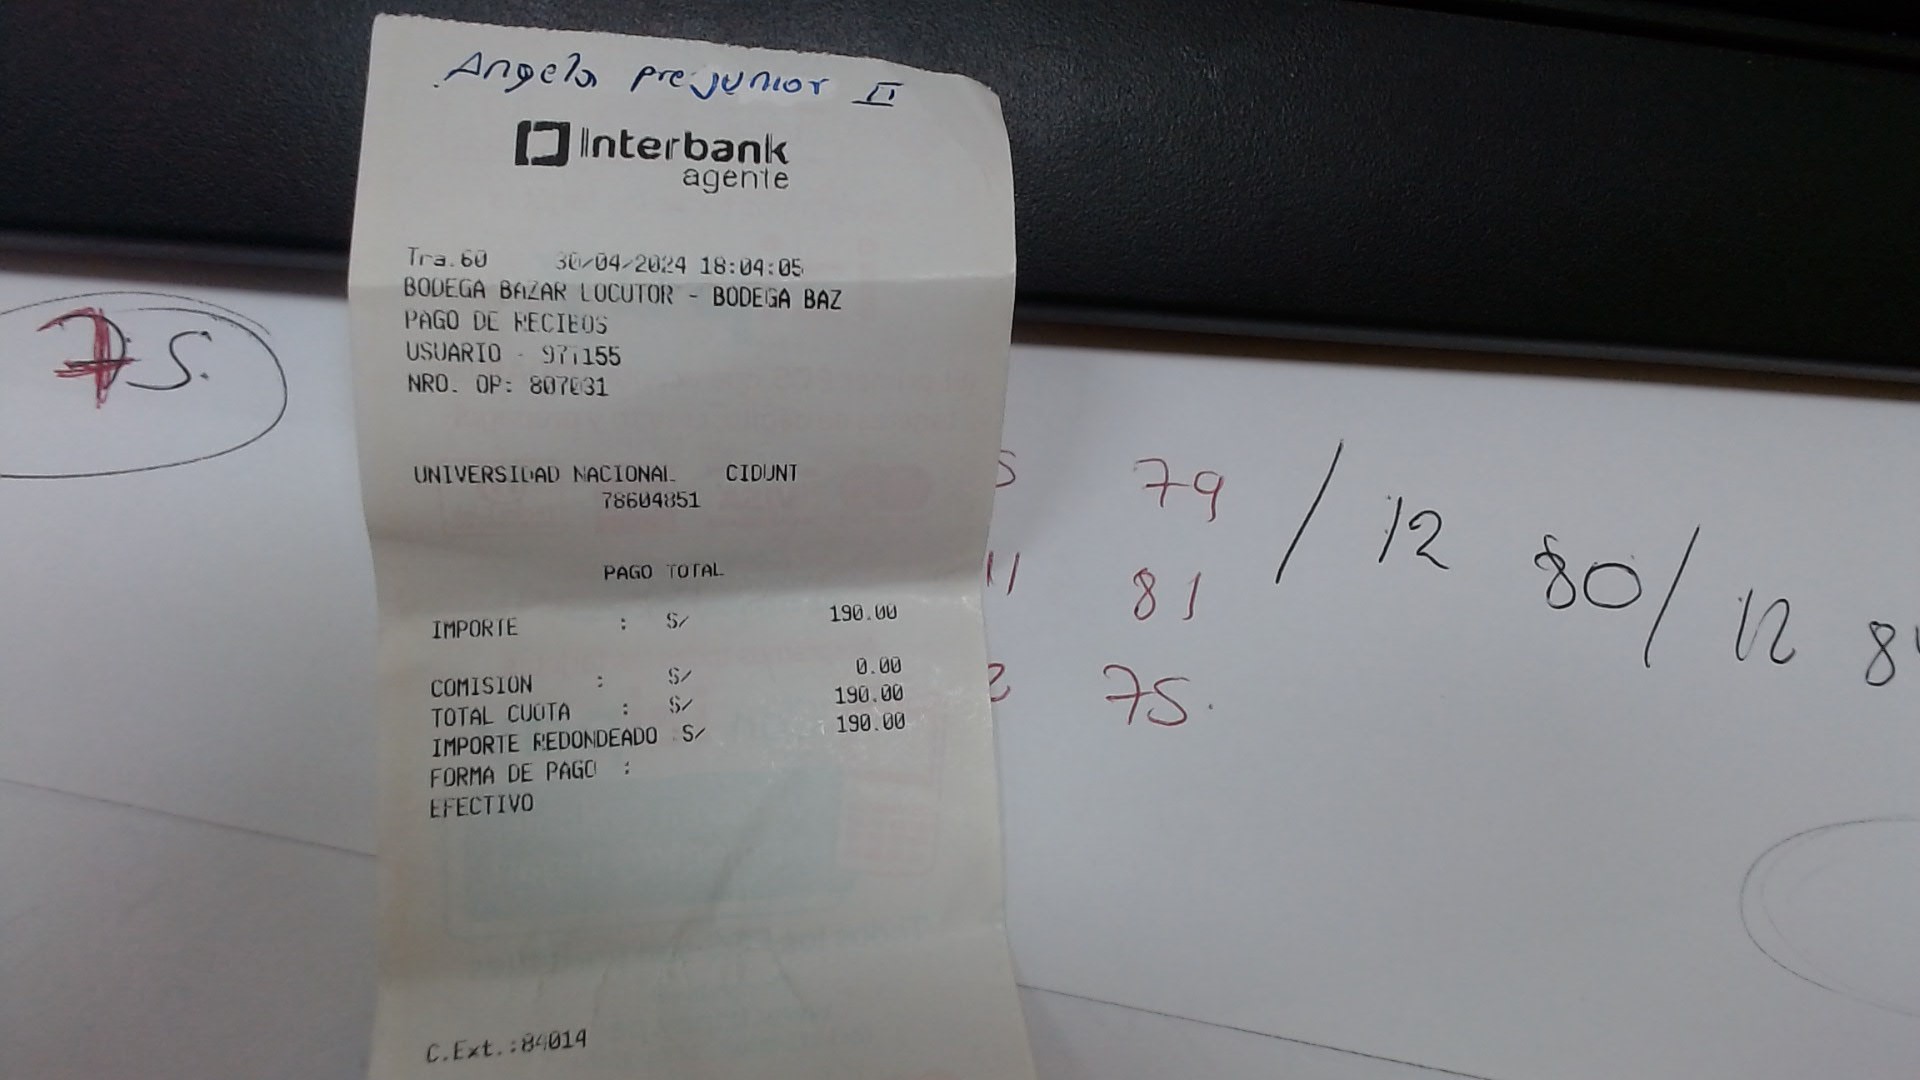 Angela prejunior II
Interbank
agente
Tra.60 30/04/2024 18:04:05
BODEGA BAZAR LOCUTOR - BODEGA BAZ
PAGO DE RECIBOS
USUARIO -
NRO. OP: 807031
UNIVERSIDAD NACIONAL CIDUNT
78604851
PAGO TOTAL
IMPORTE : S/ 190.00
COMISION : S/ 0.00
TOTAL CUOTA : S/ 190.00
IMPORTE REDONDEADO : S/ 190.00
FORMA DE PAGO :
EFECTIVO
C.Ext.:84014
75.
79 / 12 80 / 12
11 81
75.